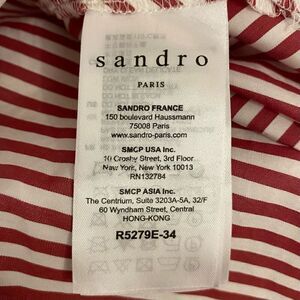 sandro
PARIS
SANDRO FRANCE
150 boulevard Haussmann
75008 Paris
www.sandro-paris.com
SMCP USA Inc.
10 Crosby Street, 3rd Floor
New York, New York 10013
RN132784
SMCP ASIA Inc.
The Centrium, Suite 3203A-5A, 32/F
60 Wyndham Street, Central
HONG-KONG
R5279E-34